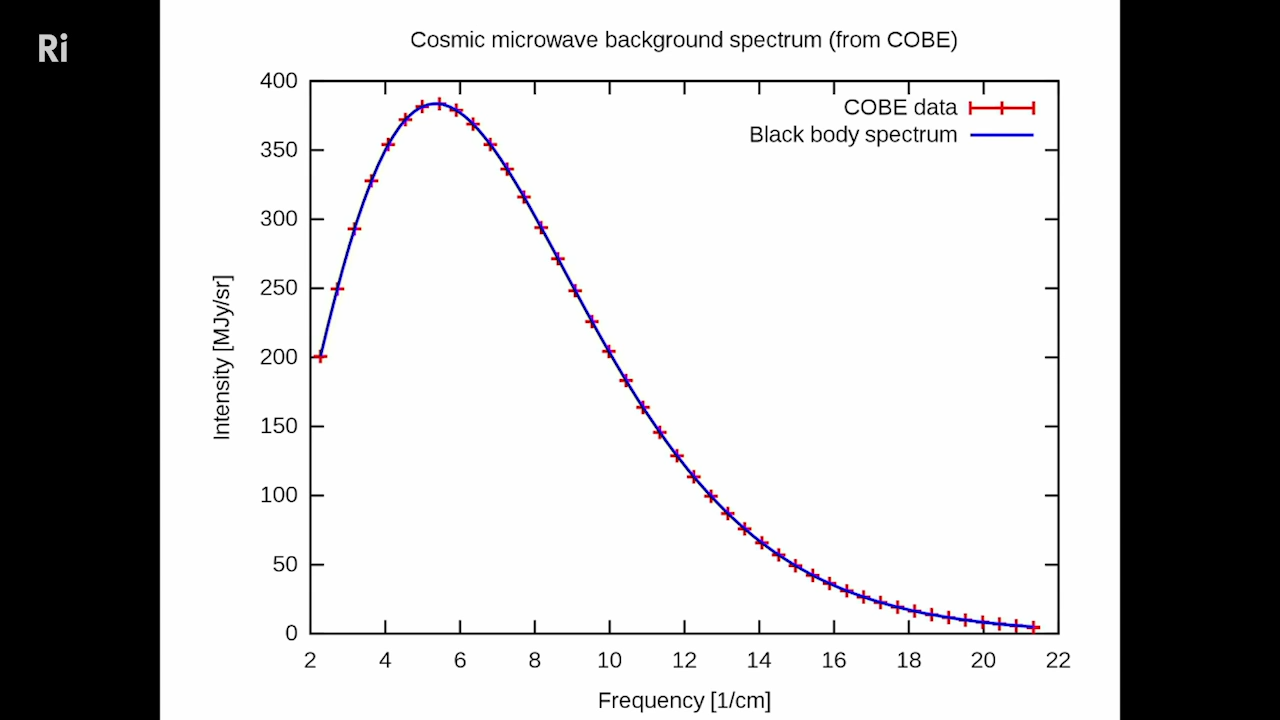 Ri
Cosmic microwave background spectrum (from COBE)
400
350
300
250
200
150
100
50
0
Intensity [MJy/sr]
COBE data
Black body spectrum
2 4 6 8 10 12 14 16 18 20 22
Frequency [1/cm]